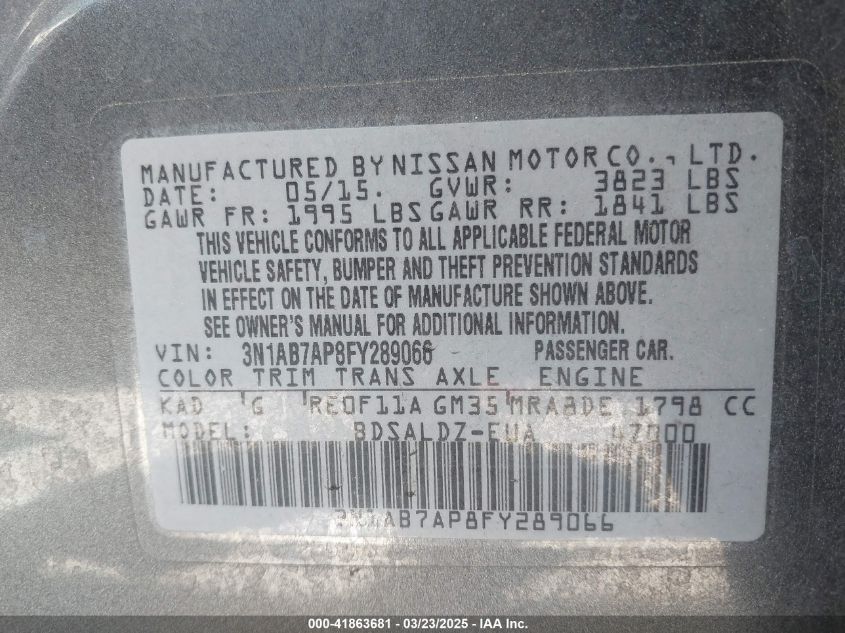 MANUFACTURED BY NISSAN MOTOR CO., LTD.
DATE: 05/15. GVWR: 3823 LBS
GAWR FR: 1995 LBS GAWR RR: 1841 LBS
THIS VEHICLE CONFORMS TO ALL APPLICABLE FEDERAL MOTOR
VEHICLE SAFETY, BUMPER AND THEFT PREVENTION STANDARDS
IN EFFECT ON THE DATE OF MANUFACTURE SHOWN ABOVE.
SEE OWNER'S MANUAL FOR ADDITIONAL INFORMATION.
VIN: 3N1AB7AP8FY289066 PASSENGER CAR.
COLOR TRIM TRANS AXLE ENGINE
KAD G RE0F11A GM35 MRA8DE 1798 CC
MODEL: BDSALDZ-EUA
3N1AB7AP8FY289066
000-41863681 - 03/23/2025 - IAA, Inc.